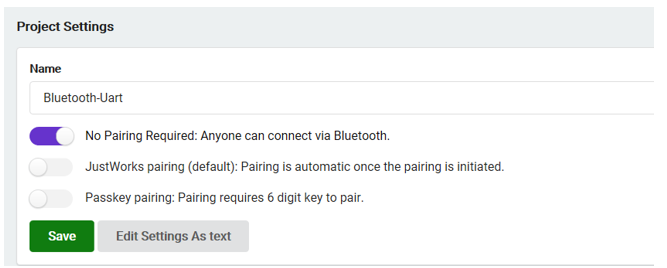 Project Settings
Name
Bluetooth-Uart
No Pairing Required: Anyone can connect via Bluetooth.
JustWorks pairing (default): Pairing is automatic once the pairing is initiated.
Passkey pairing: Pairing requires 6 digit key to pair.
Save Edit Settings As text